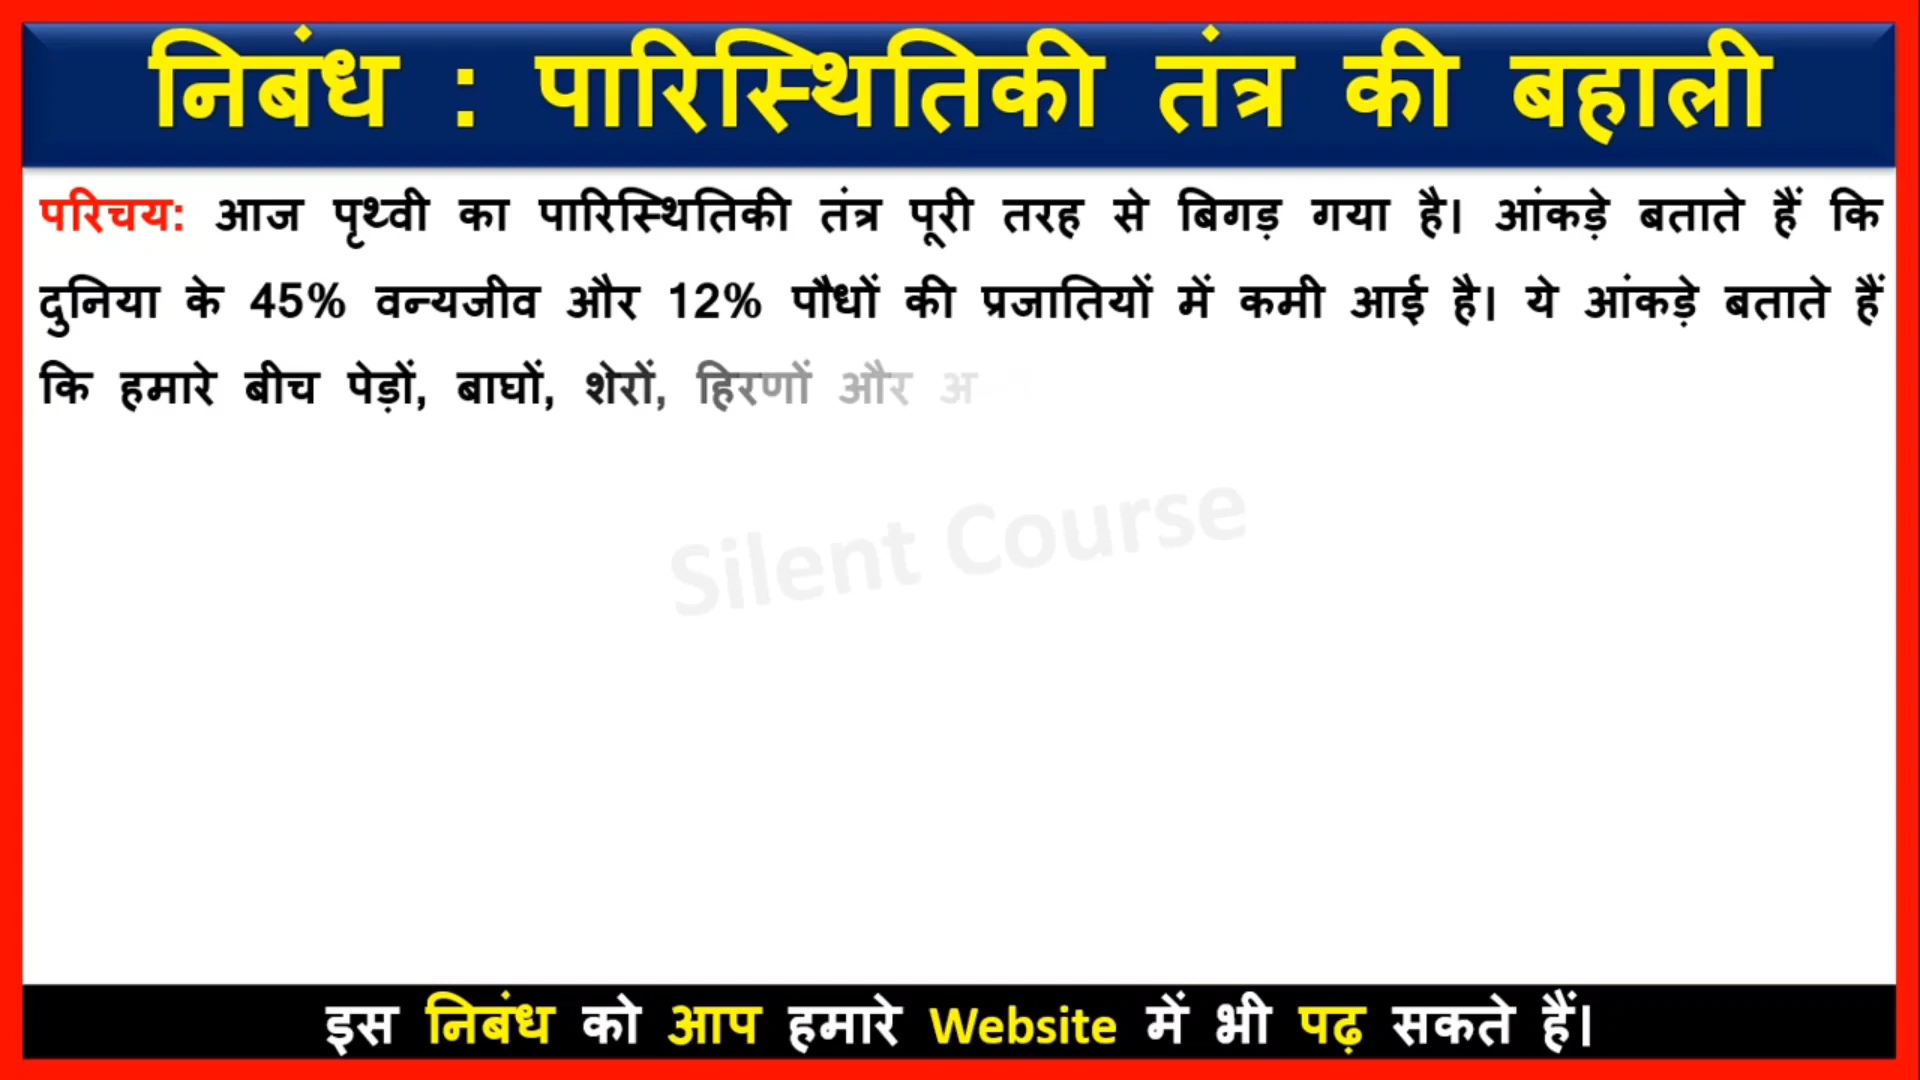 निबंध : पारिस्थितिकी तंत्र की बहाली
परिचय: आज पृथ्वी का पारिस्थितिकी तंत्र पूरी तरह से बिगड़ गया है। आंकड़े बताते हैं कि
दुनिया के 45% वन्यजीव और 12% पौधों की प्रजातियों में कमी आई है। ये आंकड़े बताते हैं
कि हमारे बीच पेड़ों, बाघों, शेरों, हिरणों और
Silent Course
इस निबंध को आप हमारे Website में भी पढ़ सकते हैं।